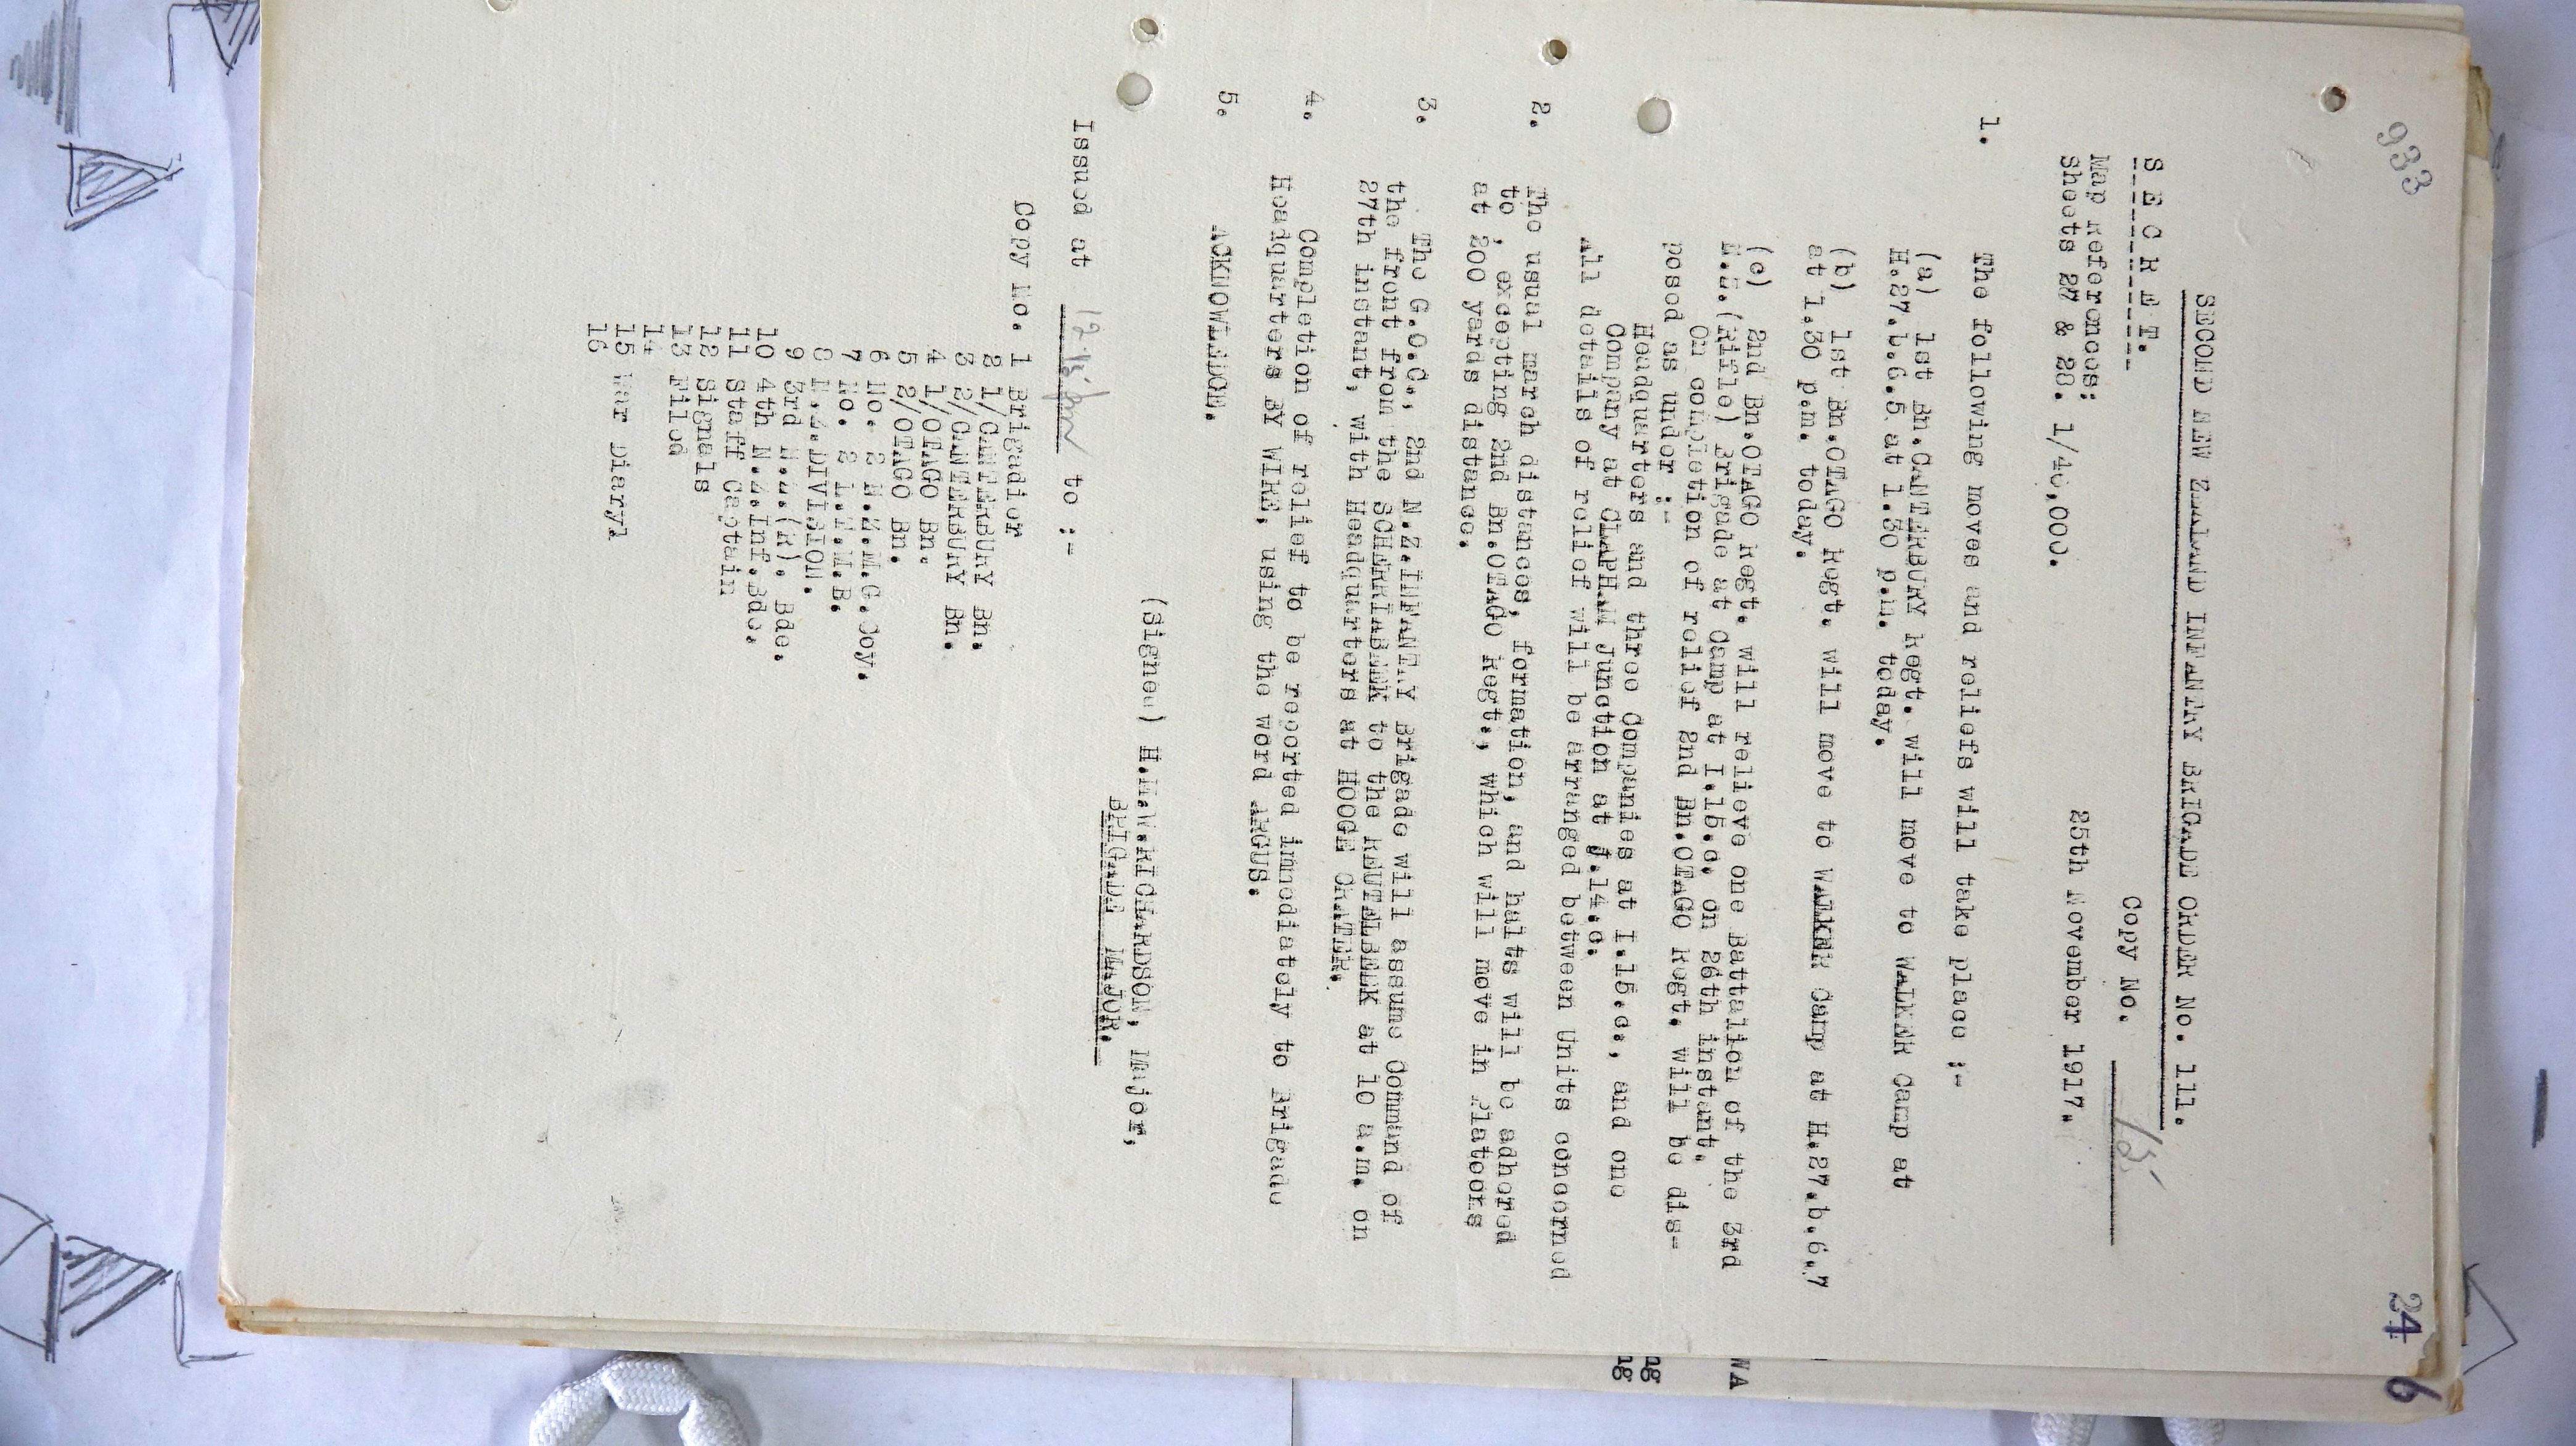 933
24
6
SECOND NEW ZEALAND INFANTRY BRIGADE ORDER No. 111.
S E C R E T.
Copy No. 15
Map References:
Sheets 27 & 28. 1/40,000.
25th November 1917.
1. The following moves and reliefs will take place :-
(a) 1st Bn.CANTERBURY Regt. will move to WALKER Camp at
H.27.b.6.5 at 1.30 p.m. today.
(b) 1st Bn.OTAGO Regt. will move to WALKER Camp at H.27.b.6.7
at 1.30 p.m. today.
(c) 2nd Bn.OTAGO Regt. will relieve one Battalion of the 3rd
N.Z.(Rifle) Brigade at Camp at I.15.c. on 26th instant.
On completion of relief 2nd Bn.OTAGO Regt. will be dis-
posed as under :-
Headquarters and three Companies at I.15.c., and one
Company at CLAPHAM Junction at J.14.c.
All details of relief will be arranged between Units concerned
2. The usual march distances, formation, and halts will be adhered
to , excepting 2nd Bn.OTAGO Regt., which will move in Platoons
at 200 yards distance.
3. The G.O.C., 2nd N.Z.INFANTRY Brigade will assume Command of
the front from the SCHERRIABEEK to the REUTELBEEK at 10 a.m. on
27th instant, with Headquarters at HOOGE CRATER.
4. Completion of relief to be reported immediately to Brigade
Headquarters BY WIRE, using the word ARGUS.
5. ACKNOWLEDGE.
(Signed) H.M.W.RICHARDSON, Major,
BRIGADE MAJOR.
Issued at 12.15 pm to :-
Copy No. 1 Brigadier
2 1/CANTERBURY Bn.
3 2/CANTERBURY Bn.
4 1/OTAGO Bn.
5 2/OTAGO Bn.
6 No. 2 N.Z.M.G.Coy.
7 No. 2 L.T.M.B.
8 N.Z.DIVISION.
9 3rd N.Z.(R). Bde.
10 4th N.Z.Inf.Bde.
11 Staff Captain
12 Signals
13 Filed
14
15 War Diary
16
WA
ng
ng